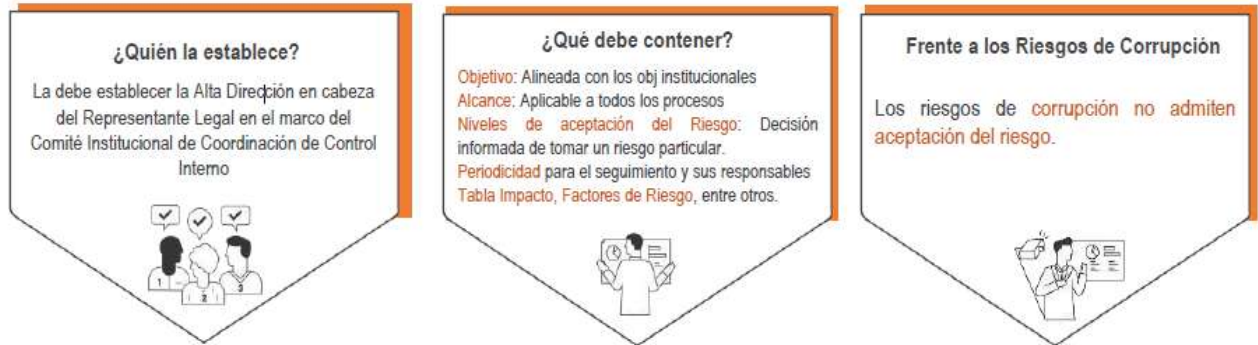 ¿Quién la establece?
La debe establecer la Alta Dirección en cabeza
del Representante Legal en el marco del
Comité Institucional de Coordinación de Control
Interno
1
2
3
¿Qué debe contener?
Objetivo: Alineada con los obj institucionales
Alcance: Aplicable a todos los procesos
Niveles de aceptación del Riesgo: Decisión
informada de tomar un riesgo particular.
Periodicidad para el seguimiento y sus responsables
Tabla Impacto, Factores de Riesgo, entre otros.
Frente a los Riesgos de Corrupción
Los riesgos de corrupción no admiten
aceptación del riesgo.